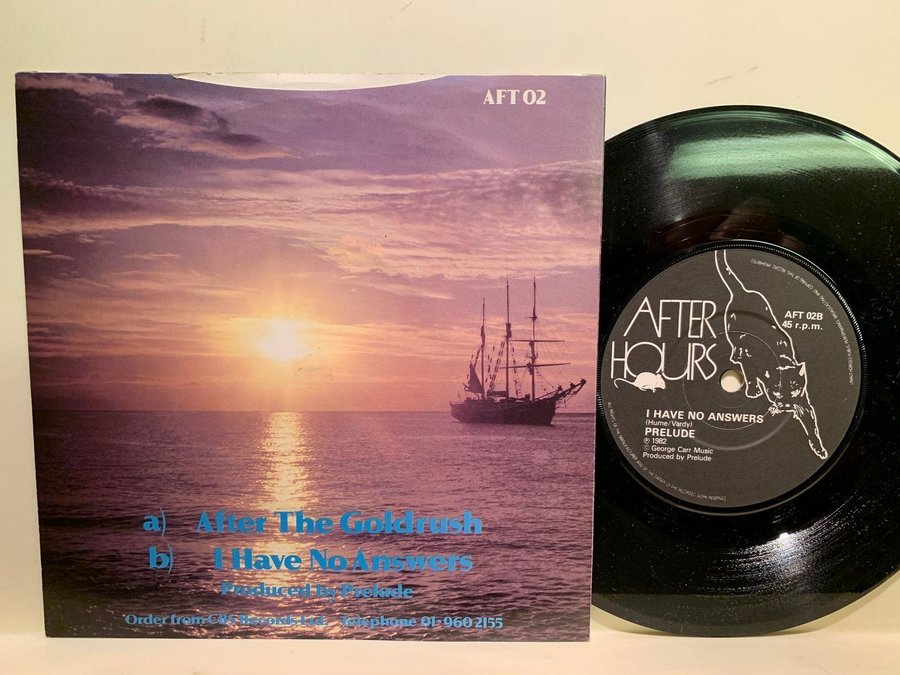 AFT 02
a) After The Goldrush
b) I Have No Answers
Produced by Prelude
Order from CBS Records Ltd. Telephone 01-960 2155
AFTER
HOURS
AFT 02B
45 r.p.m.
I HAVE NO ANSWERS
(Hume/Vardy)
PRELUDE
℗ 1982
© George Carr Music
Produced by Prelude